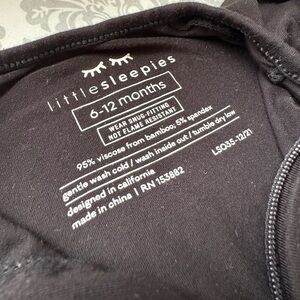 littlesleepies
6-12 months
WEAR SNUG-FITTING
NOT FLAME RESISTANT
95% viscose from bamboo, 5% spandex
gentle wash cold / wash inside out / tumble dry low
designed in california
made in china | RN 153882
LS035-12/21